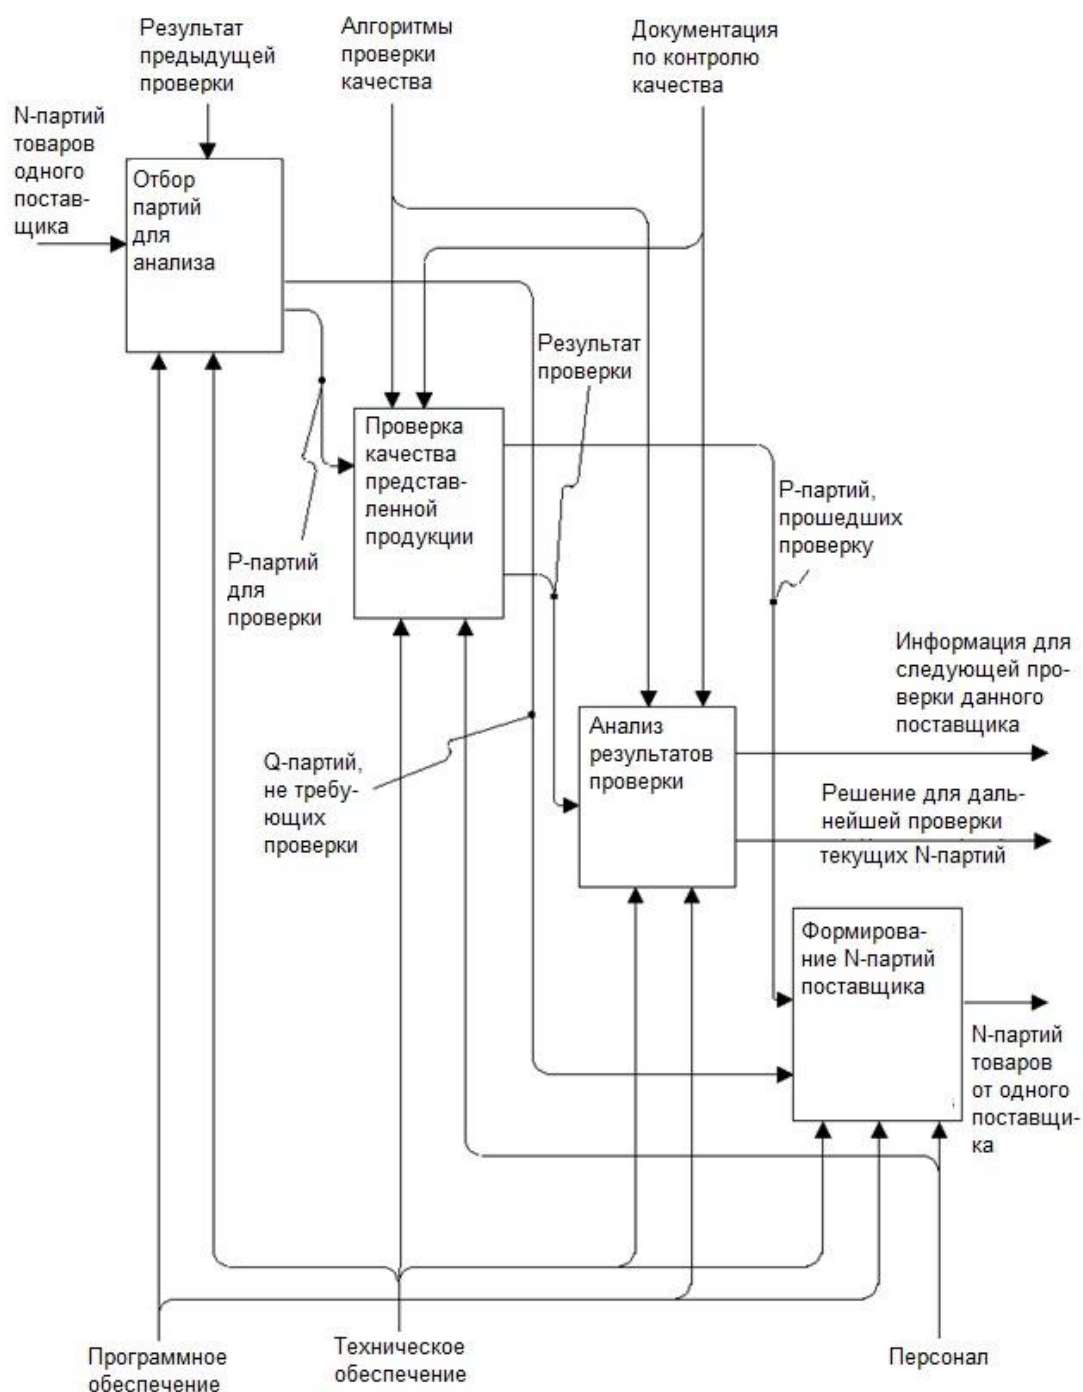 Результат
предыдущей
проверки
Алгоритмы
проверки
качества
Документация
по контролю
качества
N-партий
товаров
одного
постав-
щика
Отбор
партий
для
анализа
Результат
проверки
Проверка
качества
представ-
ленной
продукции
P-партий
для
проверки
P-партий,
прошедших
проверку
Информация для
следующей про-
верки данного
поставщика
Анализ
результатов
проверки
Q-партий,
не требу-
ющих
проверки
Решение для даль-
нейшей проверки
текущих N-партий
Формирова-
ние N-партий
поставщика
N-партий
товаров
от одного
поставщи-
ка
Программное
обеспечение
Техническое
обеспечение
Персонал